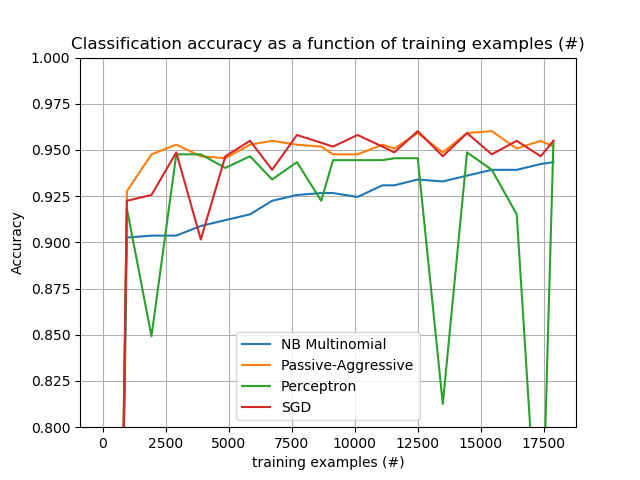 Classification accuracy as a function of training examples (#)
1.000
0.975
0.950
0.925
0.900
0.875
0.850
0.825
0.800
Accuracy
NB Multinomial
Passive-Aggressive
Perceptron
SGD
0 2500 5000 7500 10000 12500 15000 17500
training examples (#)